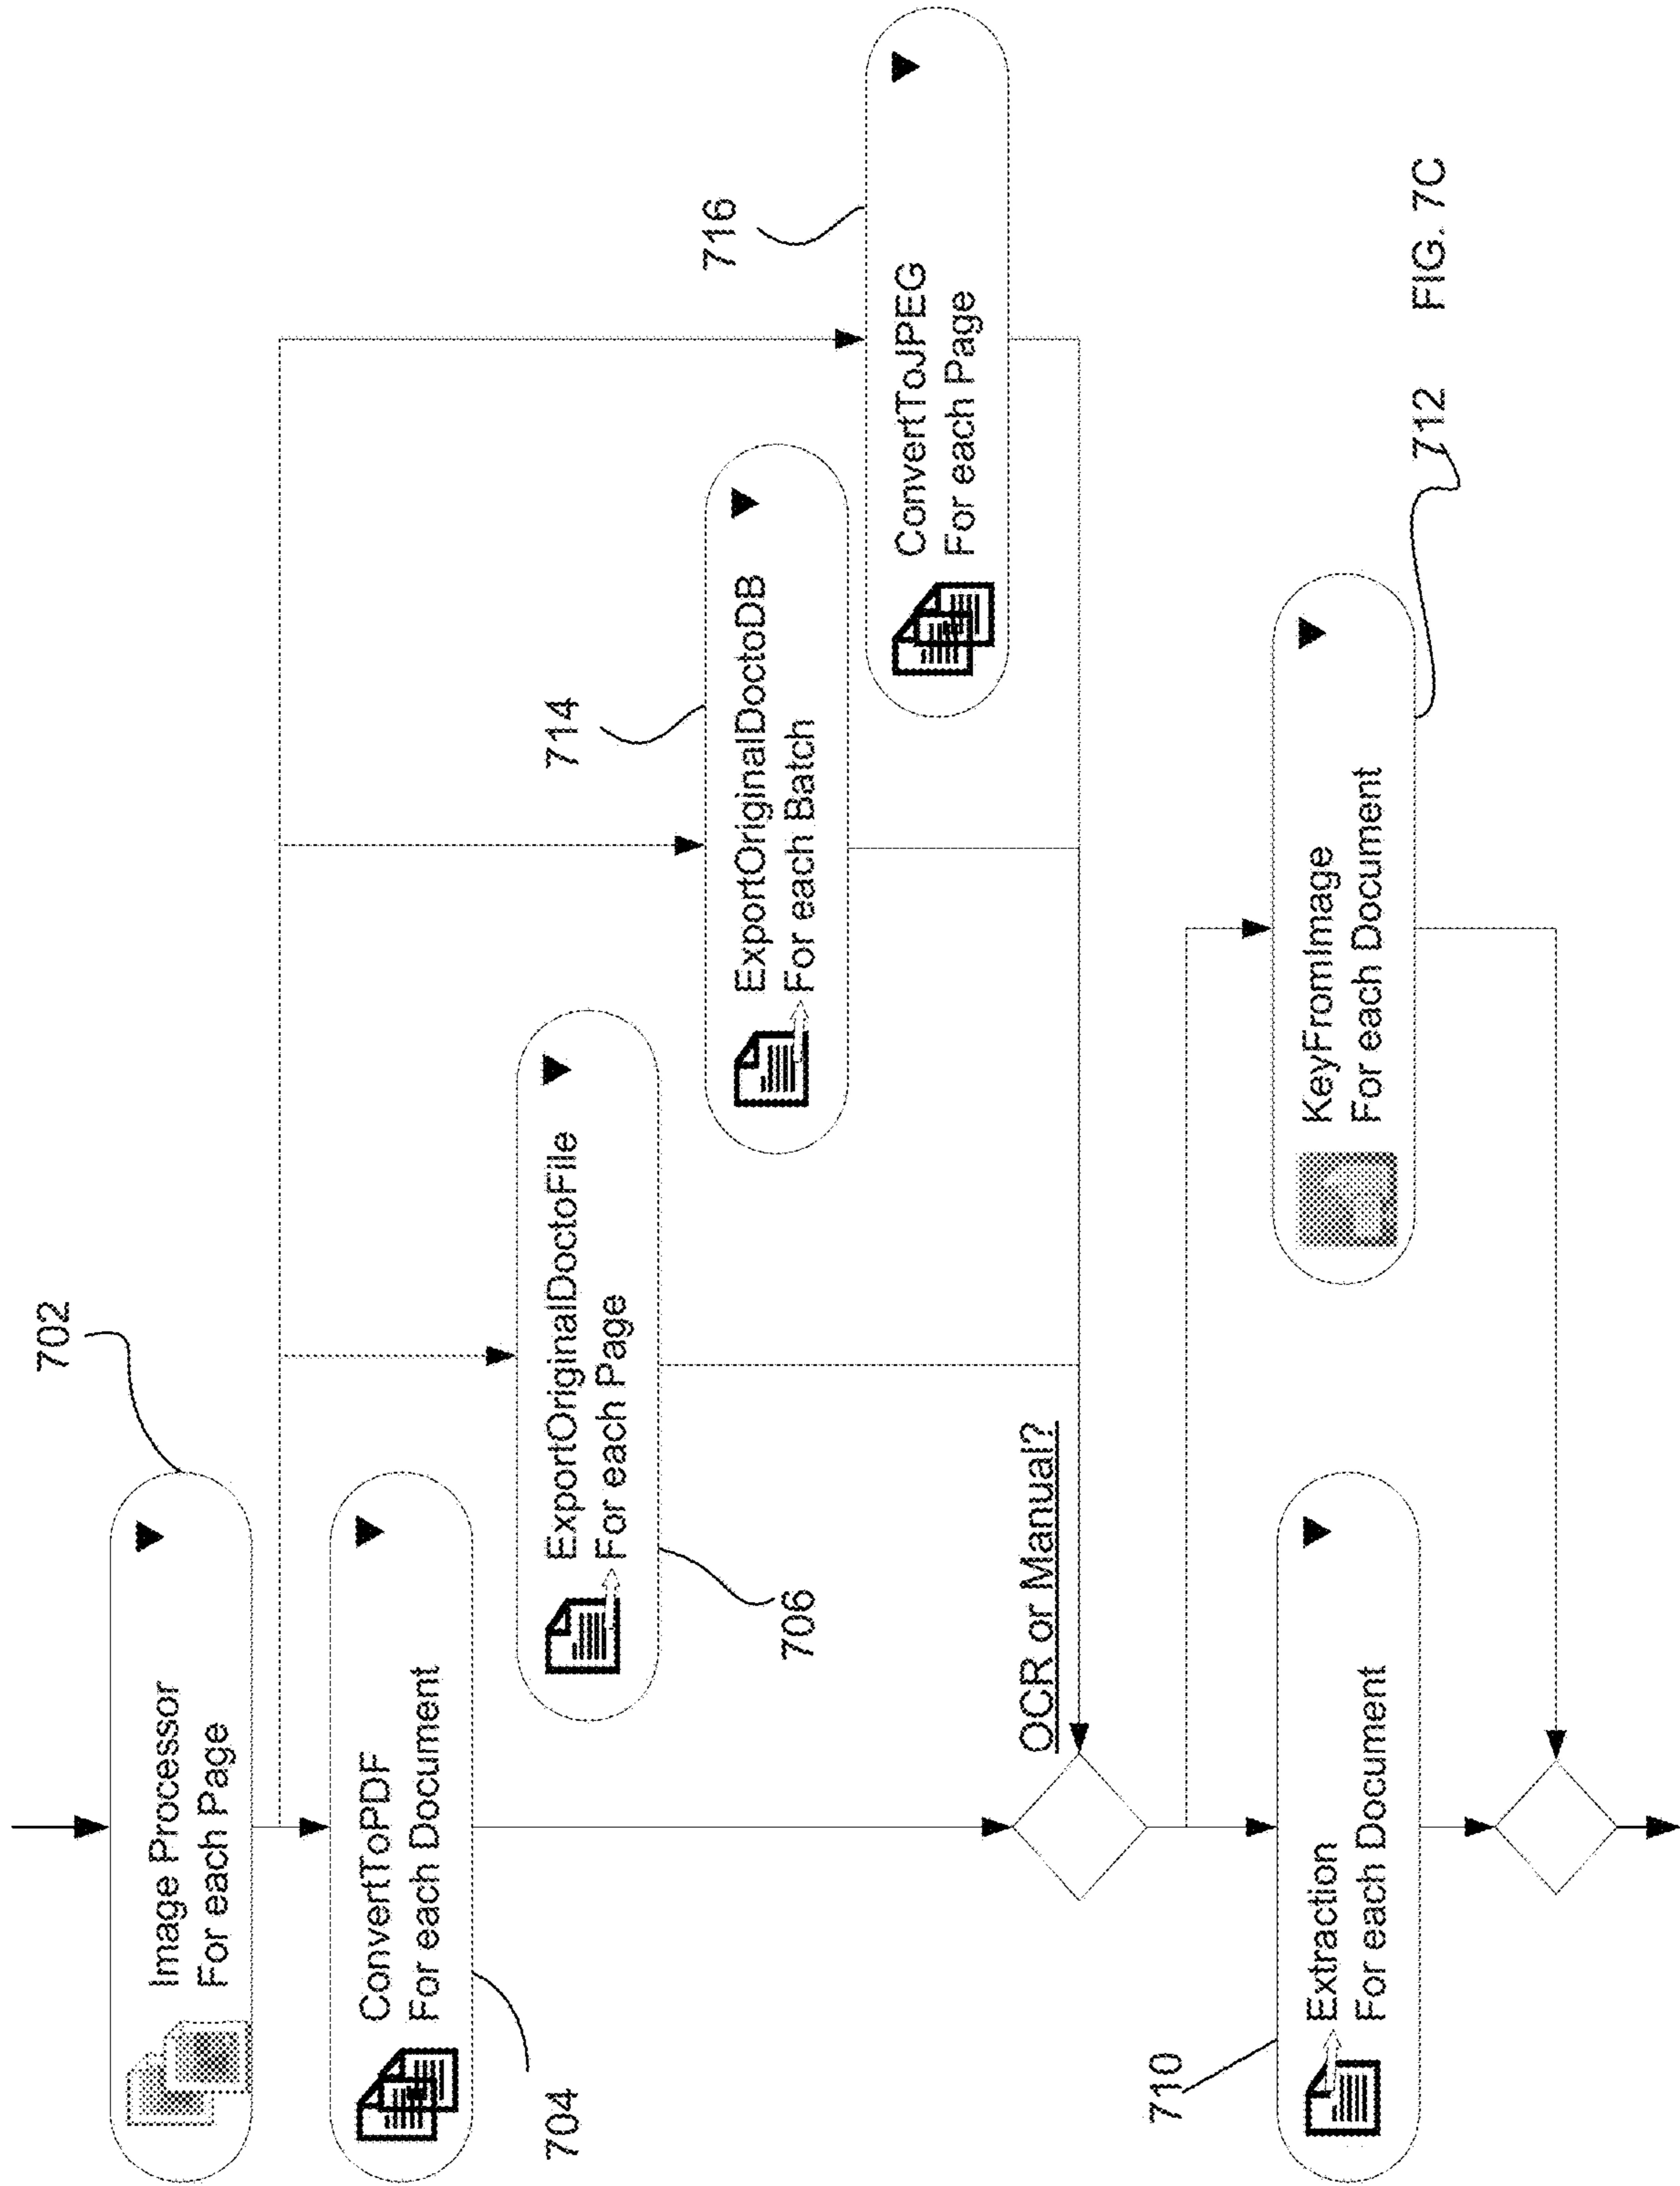 702
Image Processor
For each Page
ConvertToPDF
For each Document
704
ExportOriginalDoctoFile
For each Page
706
714
ExportOriginalDoctoDB
For each Batch
716
ConvertToJPEG
For each Page
OCR or Manual?
710
Extraction
For each Document
KeyFromImage
For each Document
712
FIG. 7C